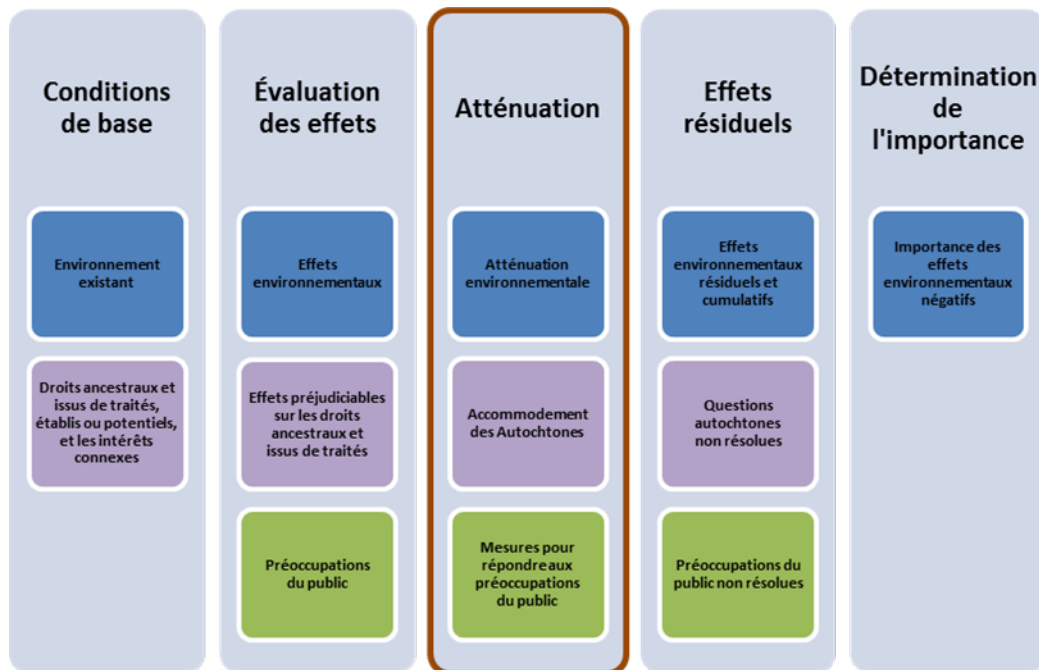 Conditions
de base
Environnement
existant
Droits ancestraux et
issus de traités,
établis ou potentiels,
et les intérêts
connexes
Évaluation
des effets
Effets
environnementaux
Effets préjudiciables
sur les droits
ancestraux et
issus de traités
Préoccupations
du public
Atténuation
Atténuation
environnementale
Accommodement
des Autochtones
Mesures pour
répondre aux
préoccupations
du public
Effets
résiduels
Effets
environnementaux
résiduels et
cumulatifs
Questions
autochtones
non résolues
Préoccupations du
public non résolues
Détermination
de
l'importance
Importance des
effets
environnementaux
négatifs